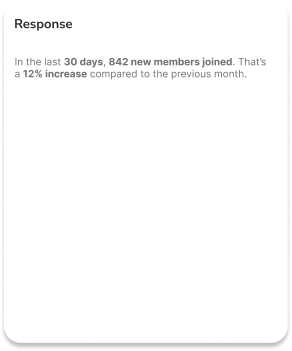 Response
In the last 30 days, 842 new members joined. That's
a 12% increase compared to the previous month.